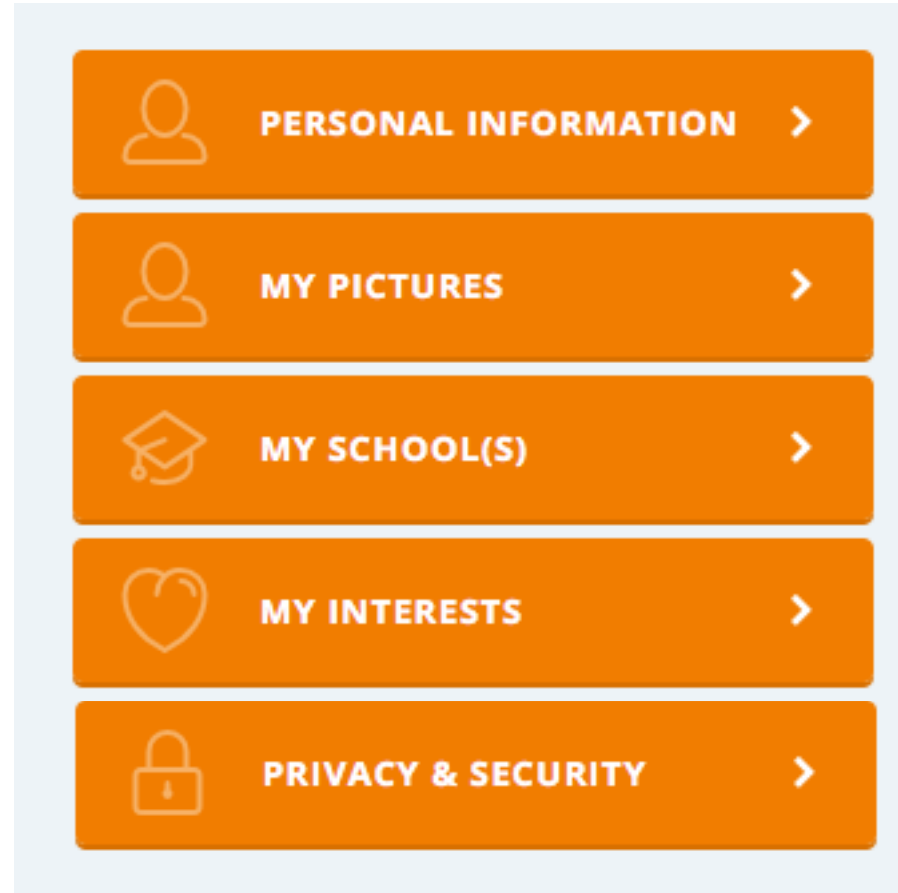 PERSONAL INFORMATION
MY PICTURES
MY SCHOOL(S)
MY INTERESTS
PRIVACY & SECURITY